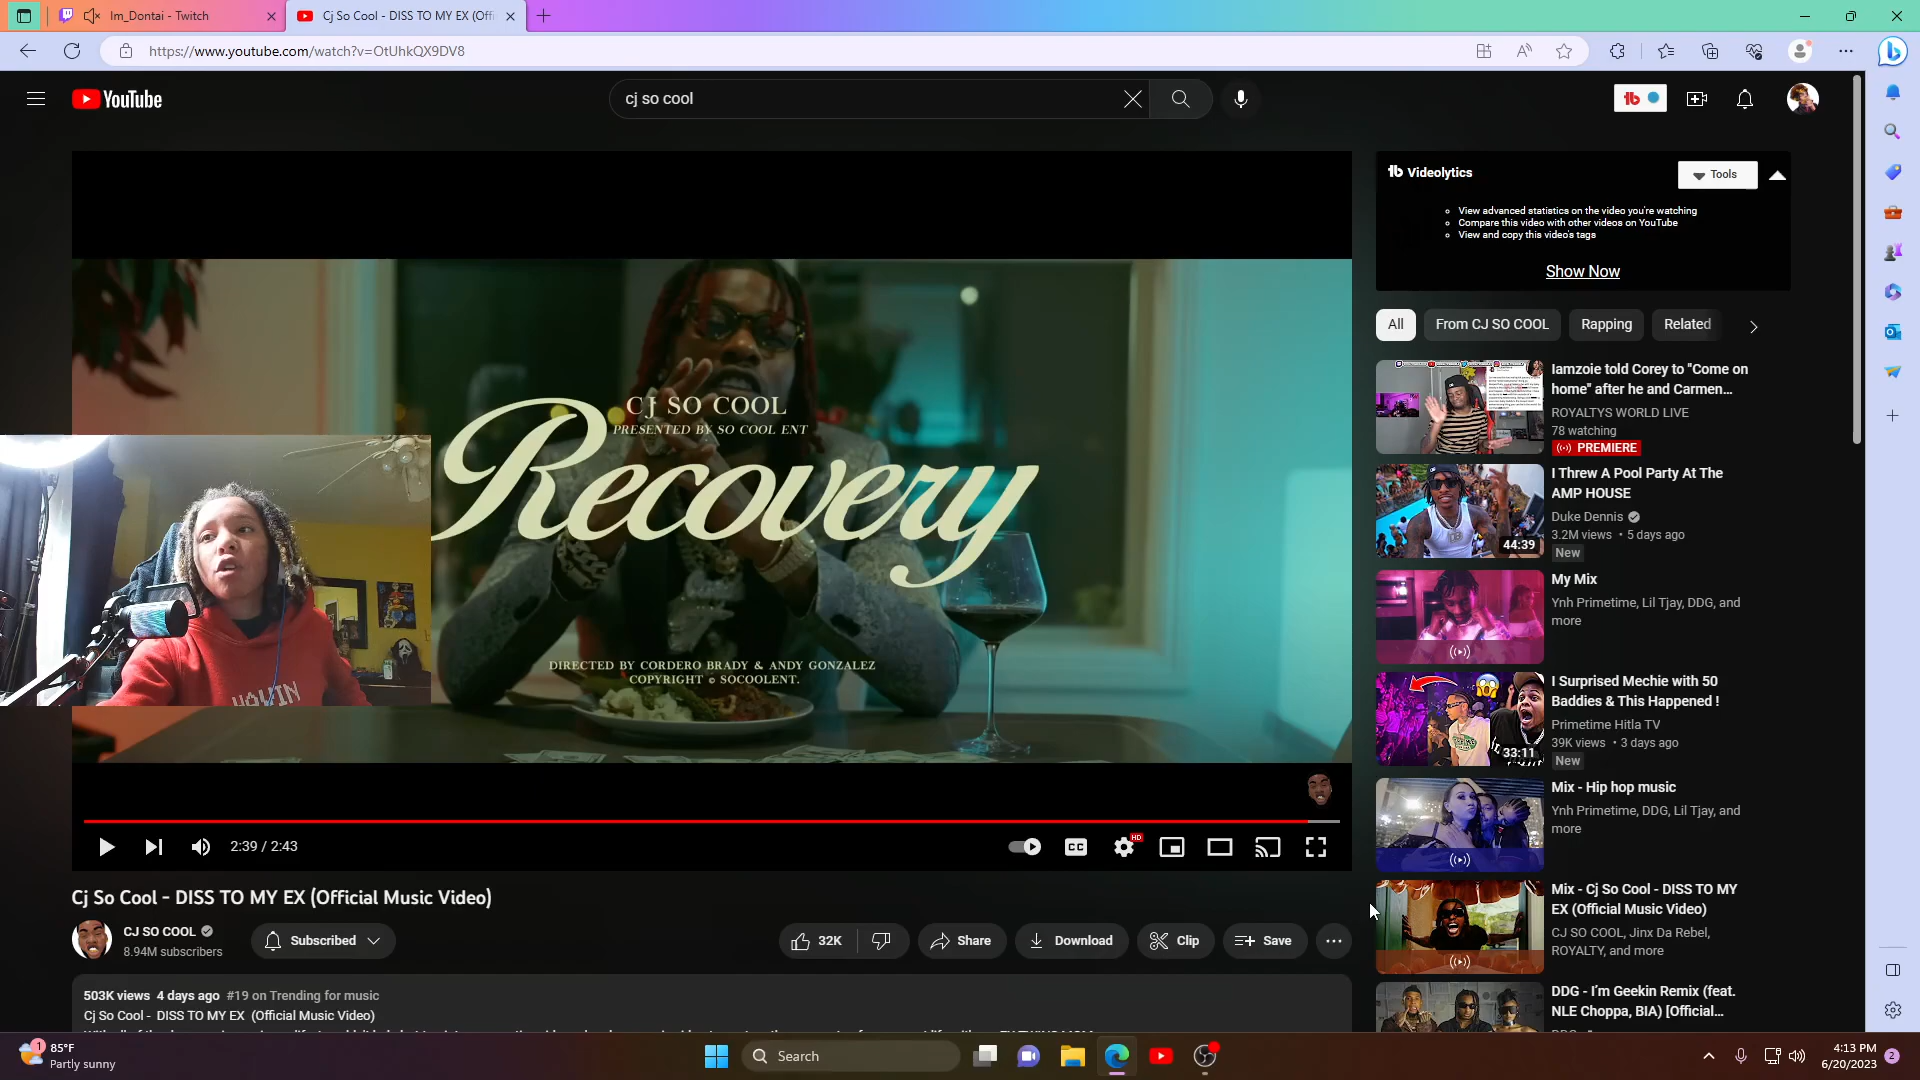 Im_Dontai - Twitch
Cj So Cool - DISS TO MY EX (Offi
https://www.youtube.com/watch?v=OtUhkQX9DV8
YouTube
cj so cool
tb
CJ SO COOL
PRESENTED BY SO COOL ENT
Recovery
DIRECTED BY CORDERO BRADY & ANDY GONZALEZ
COPYRIGHT © SOCOOLENT.
HAVIN
2:39 / 2:43
CC
HD
Cj So Cool - DISS TO MY EX (Official Music Video)
CJ SO COOL
8.94M subscribers
Subscribed
32K
Share
Download
Clip
Save
503K views 4 days ago #19 on Trending for music
Cj So Cool - DISS TO MY EX (Official Music Video)
tb Videolytics
Tools
View advanced statistics on the video you're watching
Compare this video with other videos on YouTube
View and copy this video's tags
Show Now
All
From CJ SO COOL
Rapping
Related
Iamzoie told Corey to "Come on
home" after he and Carmen...
ROYALTYS WORLD LIVE
78 watching
PREMIERE
I Threw A Pool Party At The
AMP HOUSE
Duke Dennis
3.2M views • 5 days ago
New
44:39
My Mix
Ynh Primetime, Lil Tjay, DDG, and
more
I Surprised Mechie with 50
Baddies & This Happened !
Primetime Hitla TV
39K views • 3 days ago
New
33:11
Mix - Hip hop music
Ynh Primetime, DDG, Lil Tjay, and
more
Mix - Cj So Cool - DISS TO MY
EX (Official Music Video)
CJ SO COOL, Jinx Da Rebel,
ROYALTY, and more
DDG - I'm Geekin Remix (feat.
NLE Choppa, BIA) [Official...
1
85°F
Partly sunny
Search
4:13 PM
6/20/2023
2